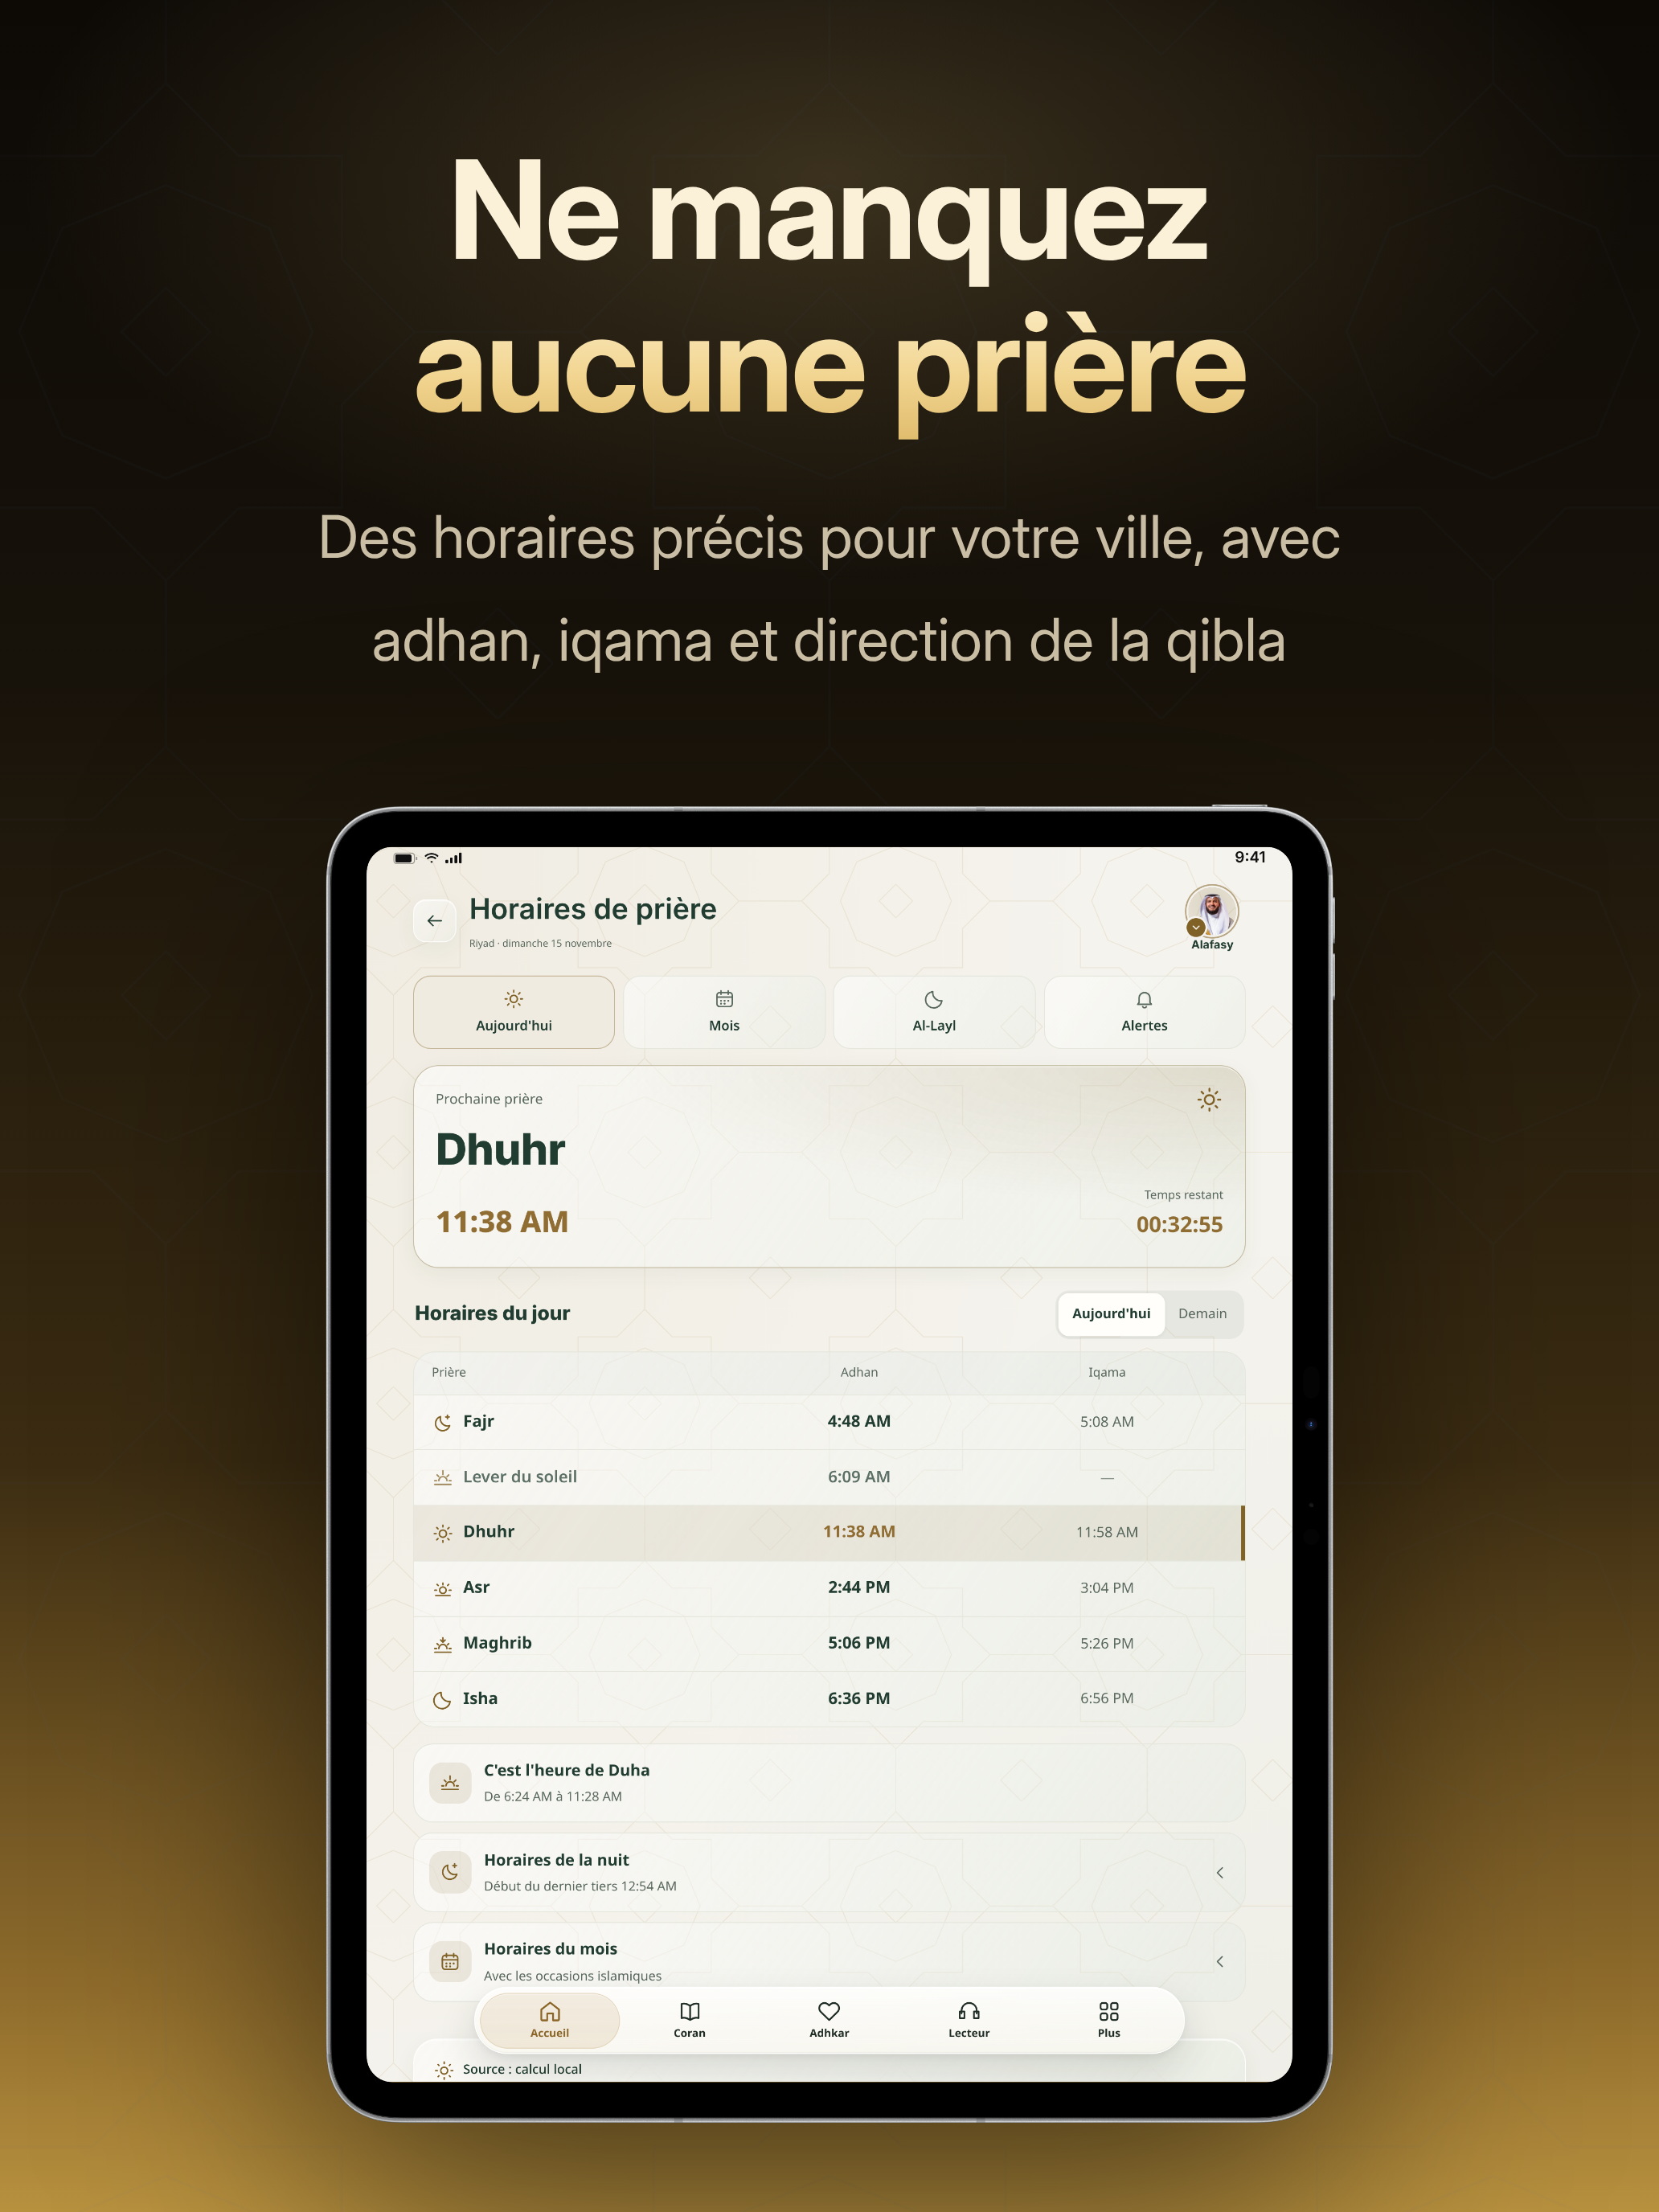 Ne manquez
aucune prière
Des horaires précis pour votre ville, avec
adhan, iqama et direction de la qibla
9:41
Horaires de prière
Riyad · dimanche 15 novembre
Alafasy
Aujourd'hui
Mois
Al-Layl
Alertes
Prochaine prière
Dhuhr
11:38 AM
Temps restant
00:32:55
Horaires du jour
Aujourd'hui
Demain
Prière Adhan Iqama
Fajr 4:48 AM 5:08 AM
Lever du soleil 6:09 AM —
Dhuhr 11:38 AM 11:58 AM
Asr 2:44 PM 3:04 PM
Maghrib 5:06 PM 5:26 PM
Isha 6:36 PM 6:56 PM
C'est l'heure de Duha
De 6:24 AM à 11:28 AM
Horaires de la nuit
Début du dernier tiers 12:54 AM
Horaires du mois
Avec les occasions islamiques
Accueil
Coran
Adhkar
Lecteur
Plus
Source : calcul local